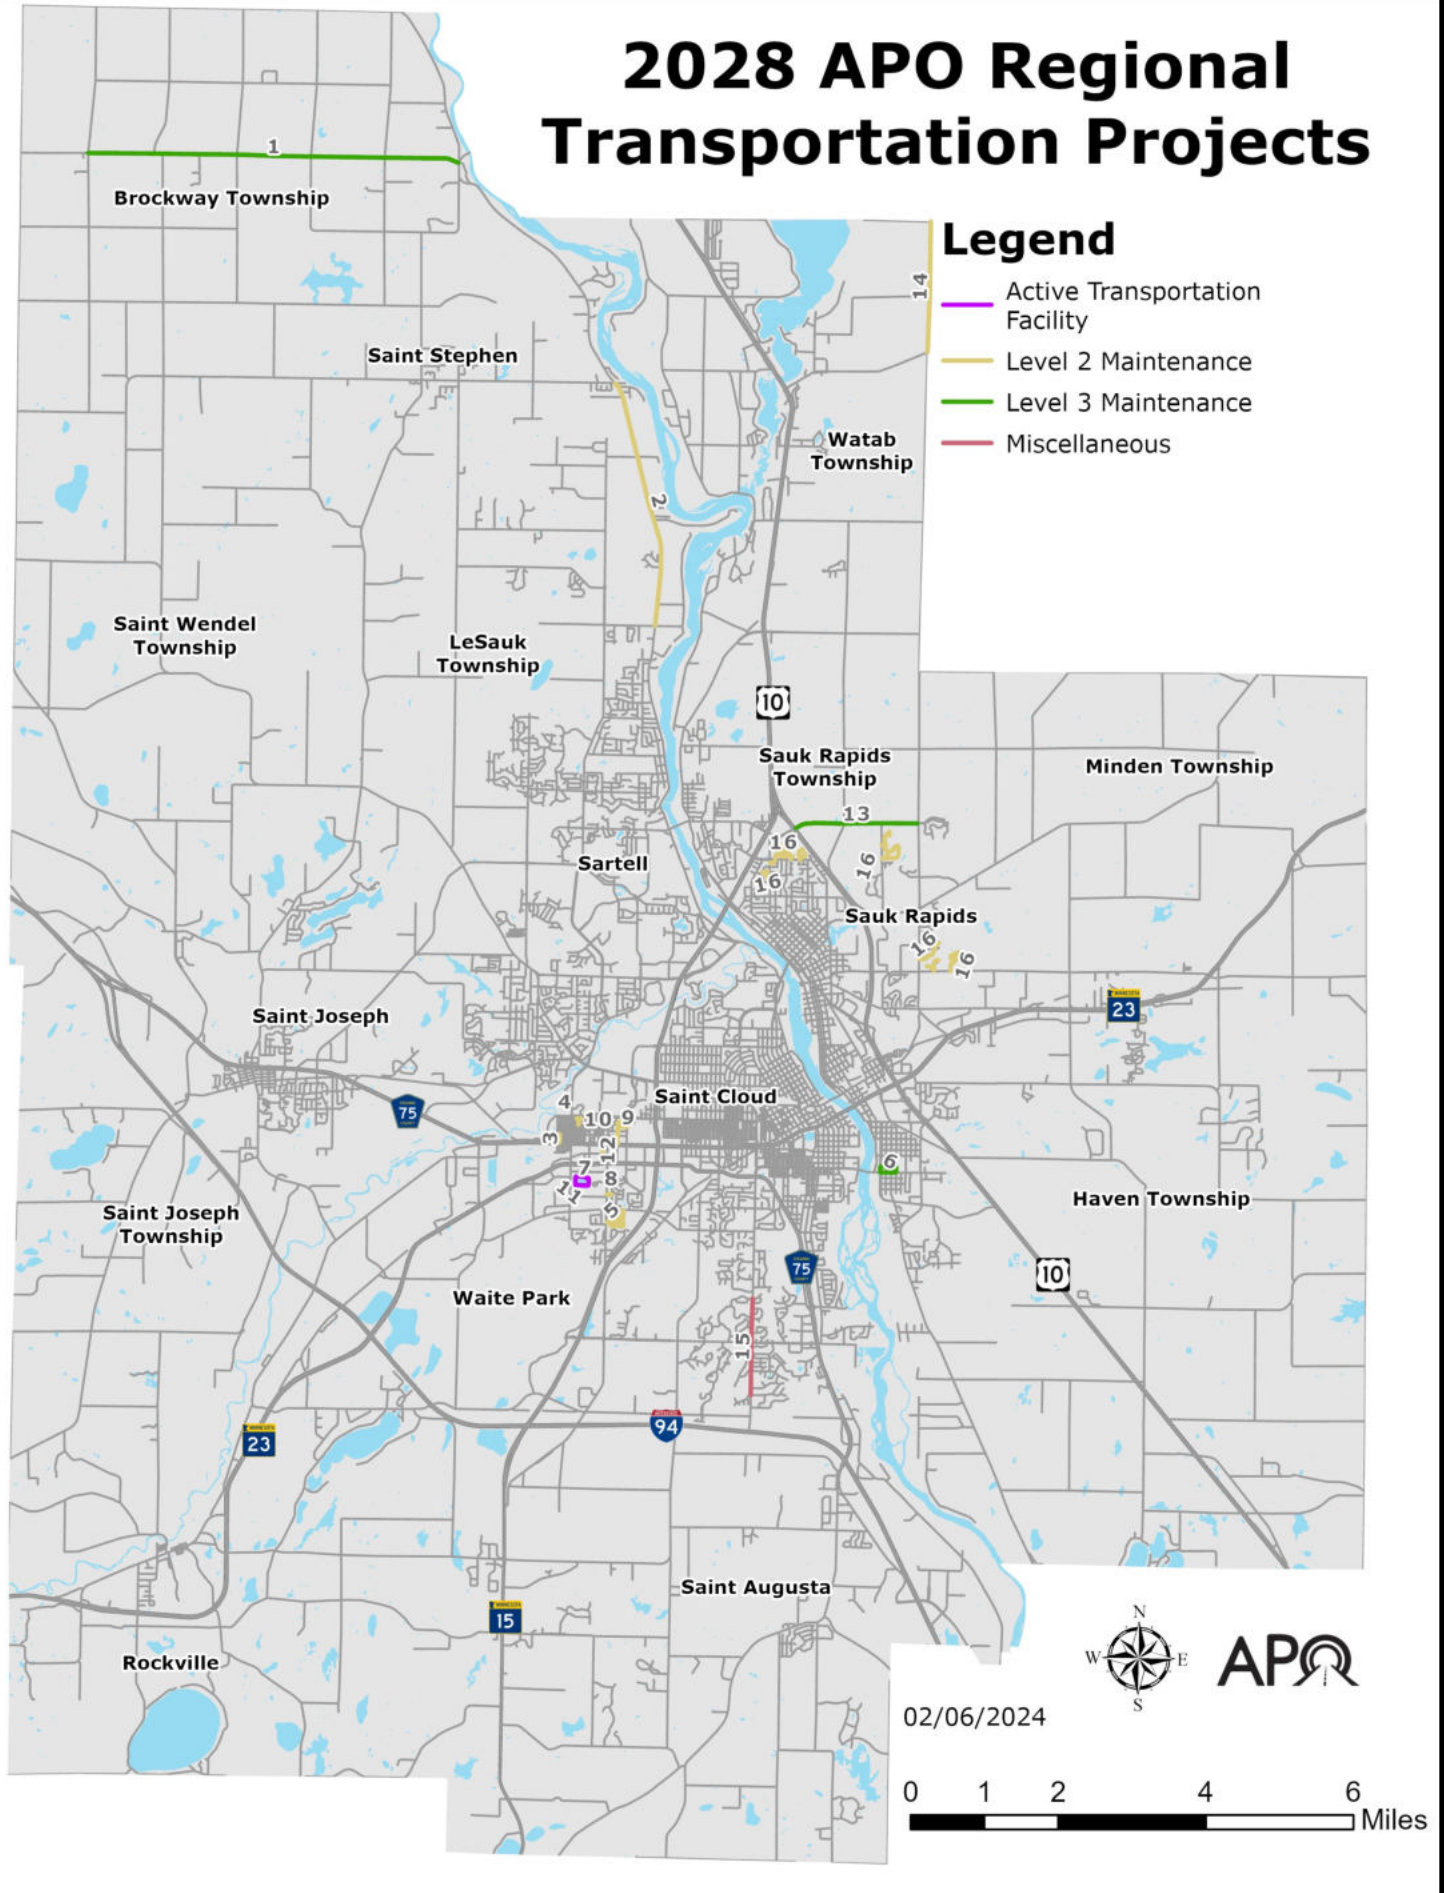 2028 APO Regional
Transportation Projects
Legend
Active Transportation
Facility
Level 2 Maintenance
Level 3 Maintenance
Miscellaneous
1
Brockway Township
14
Saint Stephen
Watab
Township
2
Saint Wendel
Township
LeSauk
Township
10
Sauk Rapids
Township
Minden Township
13
16
16
16
Sartell
Sauk Rapids
16
16
MINNESOTA
23
Saint Joseph
Saint Cloud
75
4
10
9
3
12
7
8
11
5
6
Haven Township
Saint Joseph
Township
75
10
Waite Park
15
94
MINNESOTA
23
Saint Augusta
MINNESOTA
15
Rockville
N
W
E
S
APO
02/06/2024
0 1 2 4 6
Miles